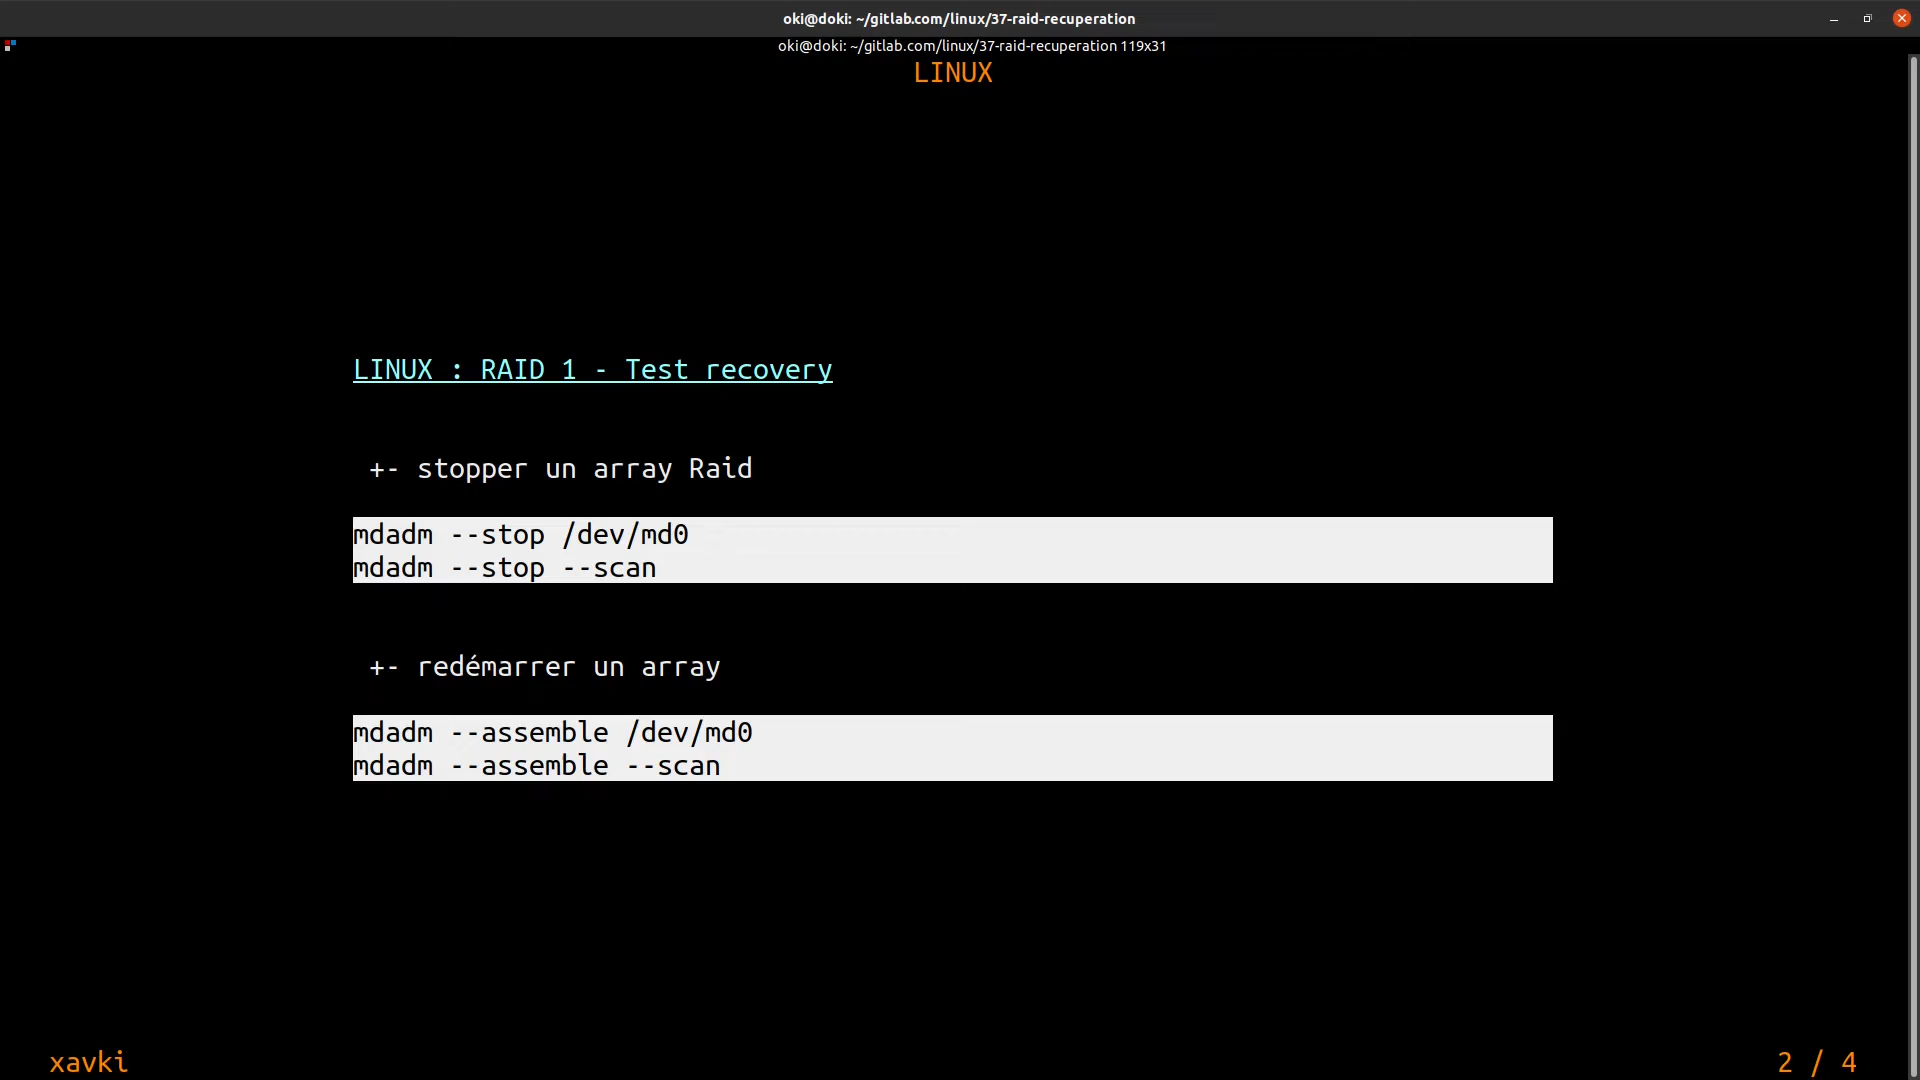 oki@doki: ~/gitlab.com/linux/37-raid-recuperation
oki@doki: ~/gitlab.com/linux/37-raid-recuperation 119x31
LINUX
LINUX : RAID 1 - Test recovery
+- stopper un array Raid
mdadm --stop /dev/md0
mdadm --stop --scan
+- redémarrer un array
mdadm --assemble /dev/md0
mdadm --assemble --scan
xavki
2 / 4